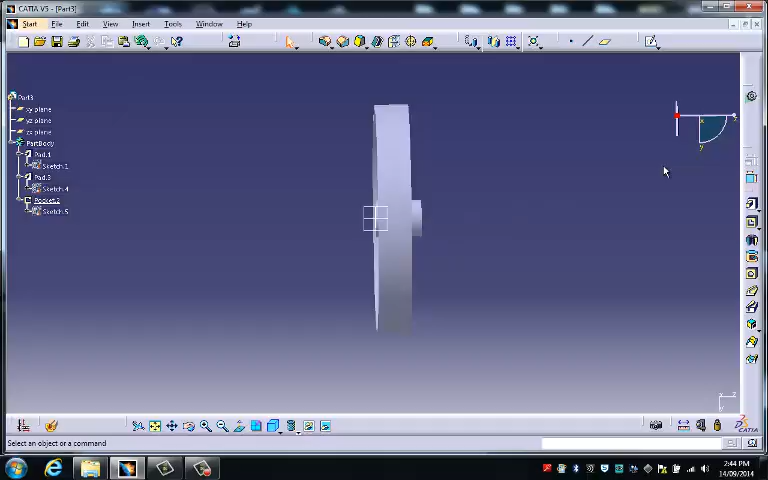 CATIA V5 - [Part3]
Start File Edit View Insert Tools Window Help
Part3
xy plane
yz plane
zx plane
PartBody
Pad.1
Sketch.1
Pad.3
Sketch.4
Pocket.2
Sketch.5
x
y
z
x z
y
CATIA
Select an object or a command
2:44 PM
14/09/2014